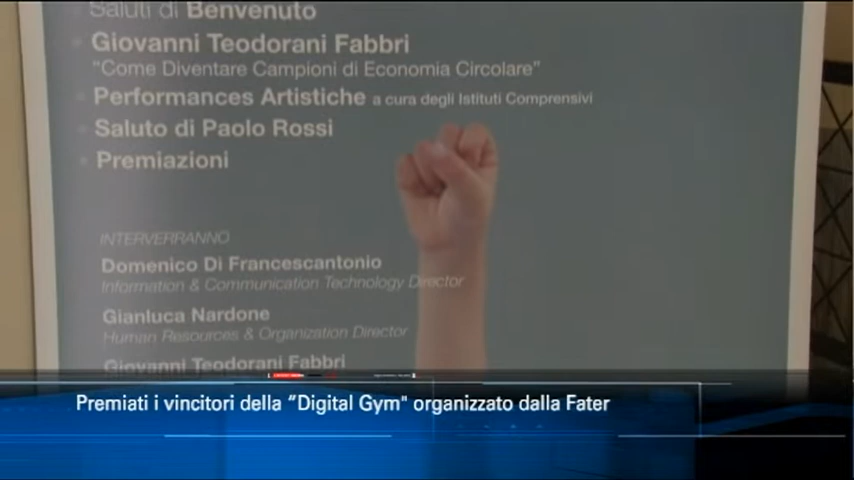 Saluti di Benvenuto
Giovanni Teodorani Fabbri
“Come Diventare Campioni di Economia Circolare”
Performances Artistiche a cura degli Istituti Comprensivi
Saluto di Paolo Rossi
Premiazioni
INTERVERRANNO
Domenico Di Francescantonio
Information & Communication Technology Director
Gianluca Nardone
Human Resources & Organization Director
Giovanni Teodorani Fabbri
Premiati i vincitori della “Digital Gym" organizzato dalla Fater